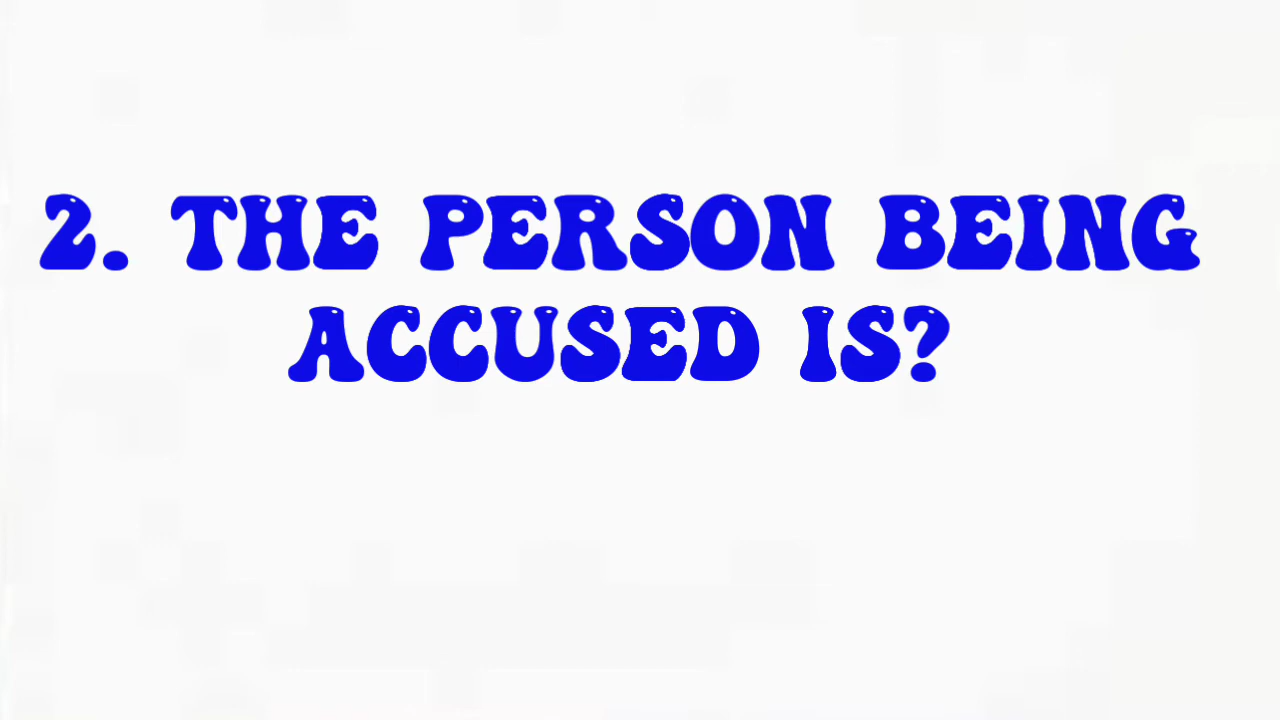 2. THE PERSON BEING
ACCUSED IS?